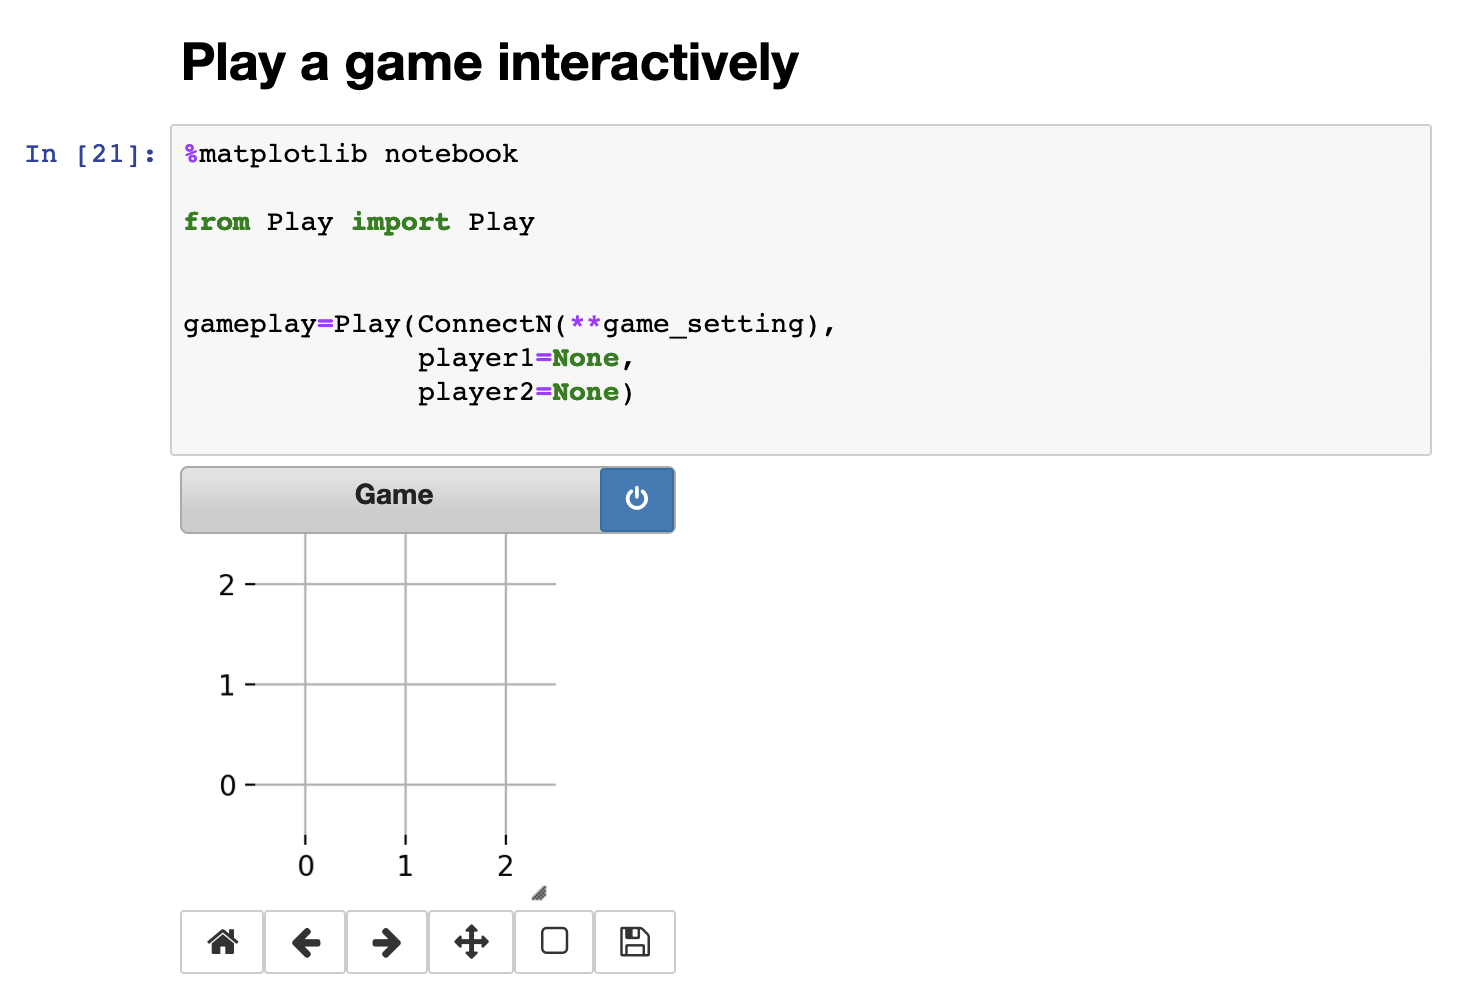 Play a game interactively
In [21]:
%matplotlib notebook
from Play import Play
gameplay=Play(ConnectN(**game_setting),
player1=None,
player2=None)
Game
2
1
0
0 1 2